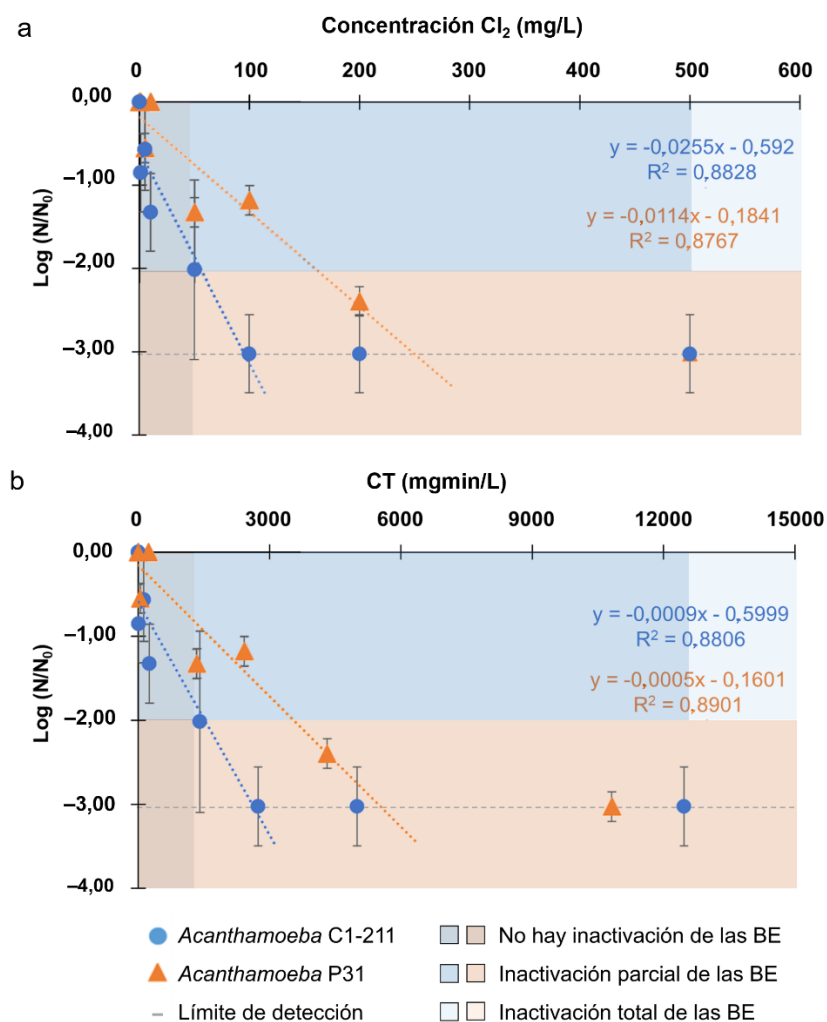 a
Concentración Cl₂ (mg/L)
0 100 200 300 400 500 600
0,00
y = -0,0255x - 0,592
R² = 0,8828
–1,00
y = -0,0114x - 0,1841
R² = 0,8767
Log (N/N₀)
–2,00
–3,00
–4,00
b
CT (mgmin/L)
0 3000 6000 9000 12000 15000
0,00
y = -0,0009x - 0,5999
R² = 0,8806
–1,00
y = -0,0005x - 0,1601
R² = 0,8901
Log (N/N₀)
–2,00
–3,00
–4,00
Acanthamoeba C1-211
No hay inactivación de las BE
Acanthamoeba P31
Inactivación parcial de las BE
Límite de detección
Inactivación total de las BE